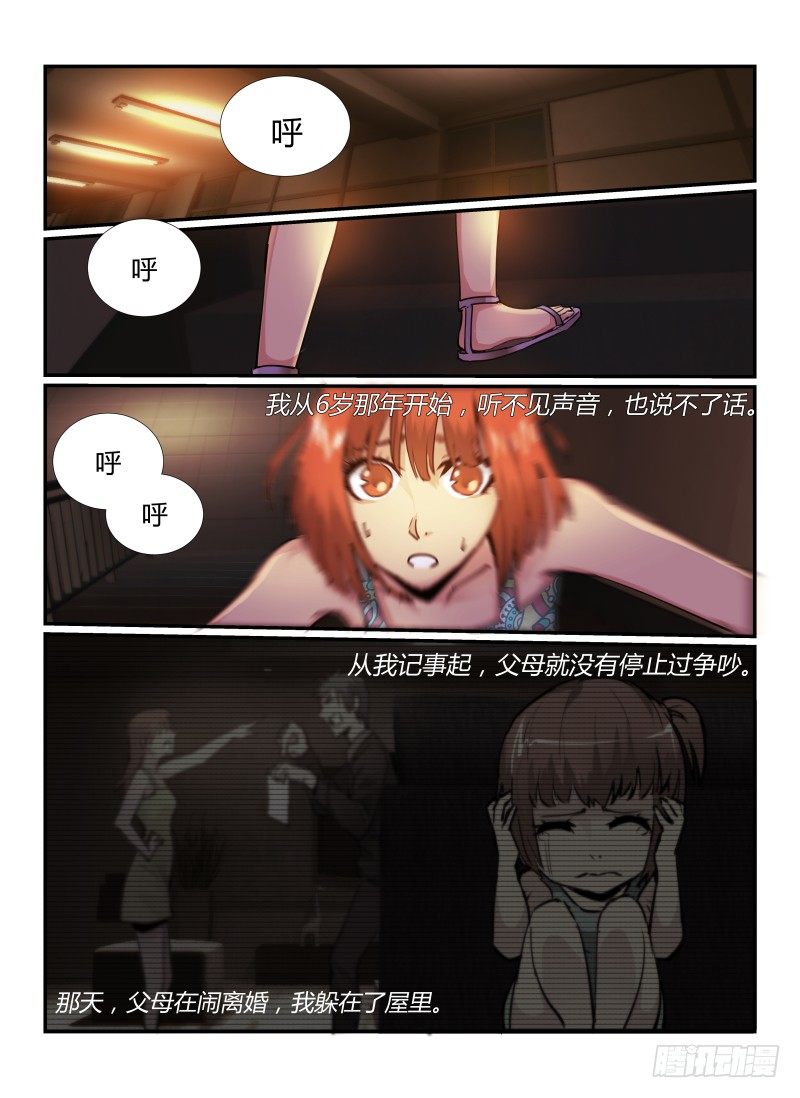 呼
呼
我从6岁那年开始，听不见声音，也说不了话。
呼
呼
从我记事起，父母就没有停止过争吵。
那天，父母在闹离婚，我躲在了屋里。
腾讯动漫